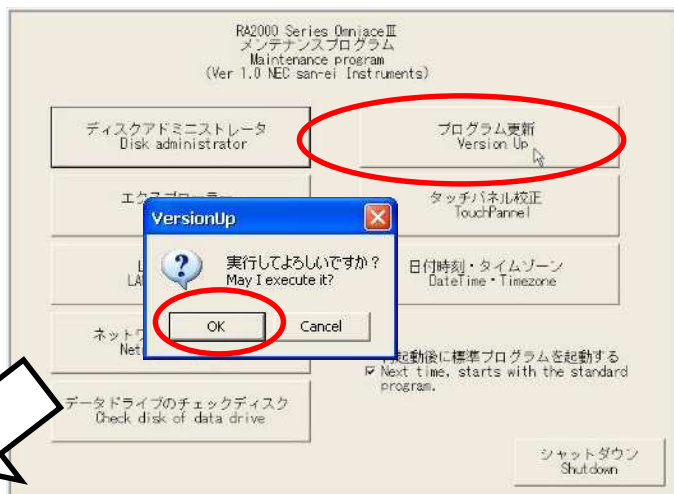 RA2000 Series OmniaceⅢ
メンテナンスプログラム
Maintenance program
(Ver 1.0 NEC san-ei Instruments)
ディスクアドミニストレータ
Disk administrator
プログラム更新
Version Up
エクスプローラー
タッチパネル校正
TouchPannel
VersionUp
実行してよろしいですか？
May I execute it?
OK
Cancel
L
LA
日付時刻・タイムゾーン
DateTime・Timezone
ネットワ
Net
起動後に標準プログラムを起動する
Next time, starts with the standard
program.
データドライブのチェックディスク
Check disk of data drive
シャットダウン
Shutdown